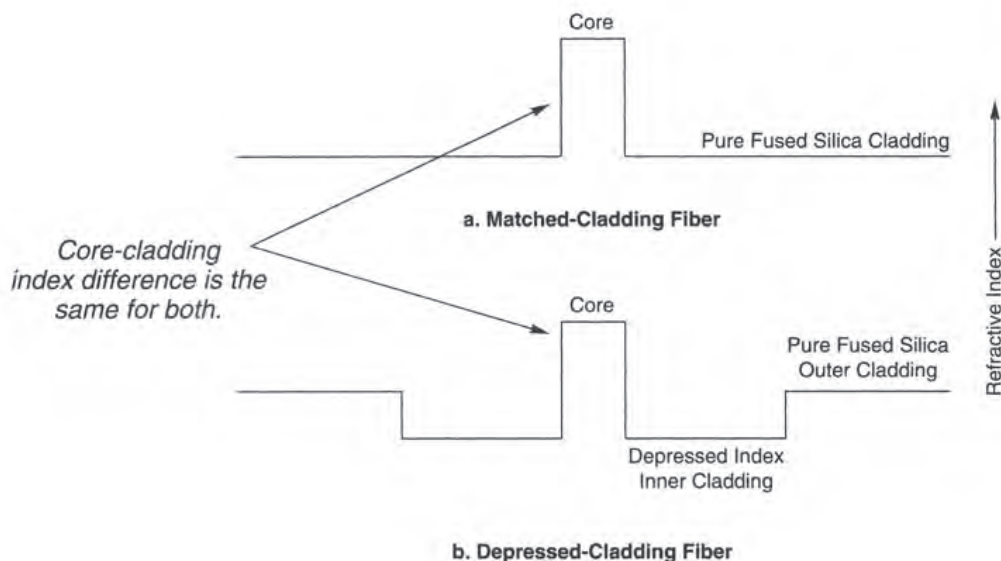 Core
Pure Fused Silica Cladding
a. Matched-Cladding Fiber
Core-cladding
index difference is the
same for both.
Core
Pure Fused Silica
Outer Cladding
Depressed Index
Inner Cladding
b. Depressed-Cladding Fiber
Refractive Index